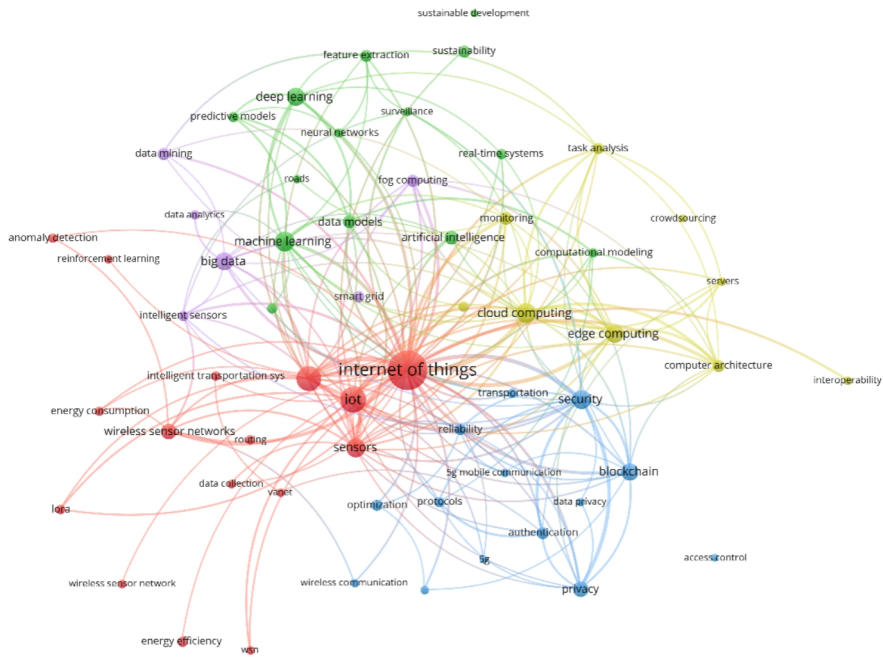 sustainable development
feature extraction
sustainability
deep learning
predictive models
surveillance
neural networks
task analysis
data mining
real-time systems
roads
fog computing
data analytics
monitoring
crowdsourcing
data models
anomaly detection
machine learning
artificial intelligence
computational modeling
reinforcement learning
big data
servers
smart grid
intelligent sensors
cloud computing
edge computing
internet of things
computer architecture
intelligent transportation sys
interoperability
transportation
iot
security
energy consumption
wireless sensor networks
reliability
routing
sensors
5g mobile communication
blockchain
data collection
vanet
lora
optimization
protocols
data privacy
authentication
5g
access control
wireless sensor network
wireless communication
privacy
energy efficiency
wsn